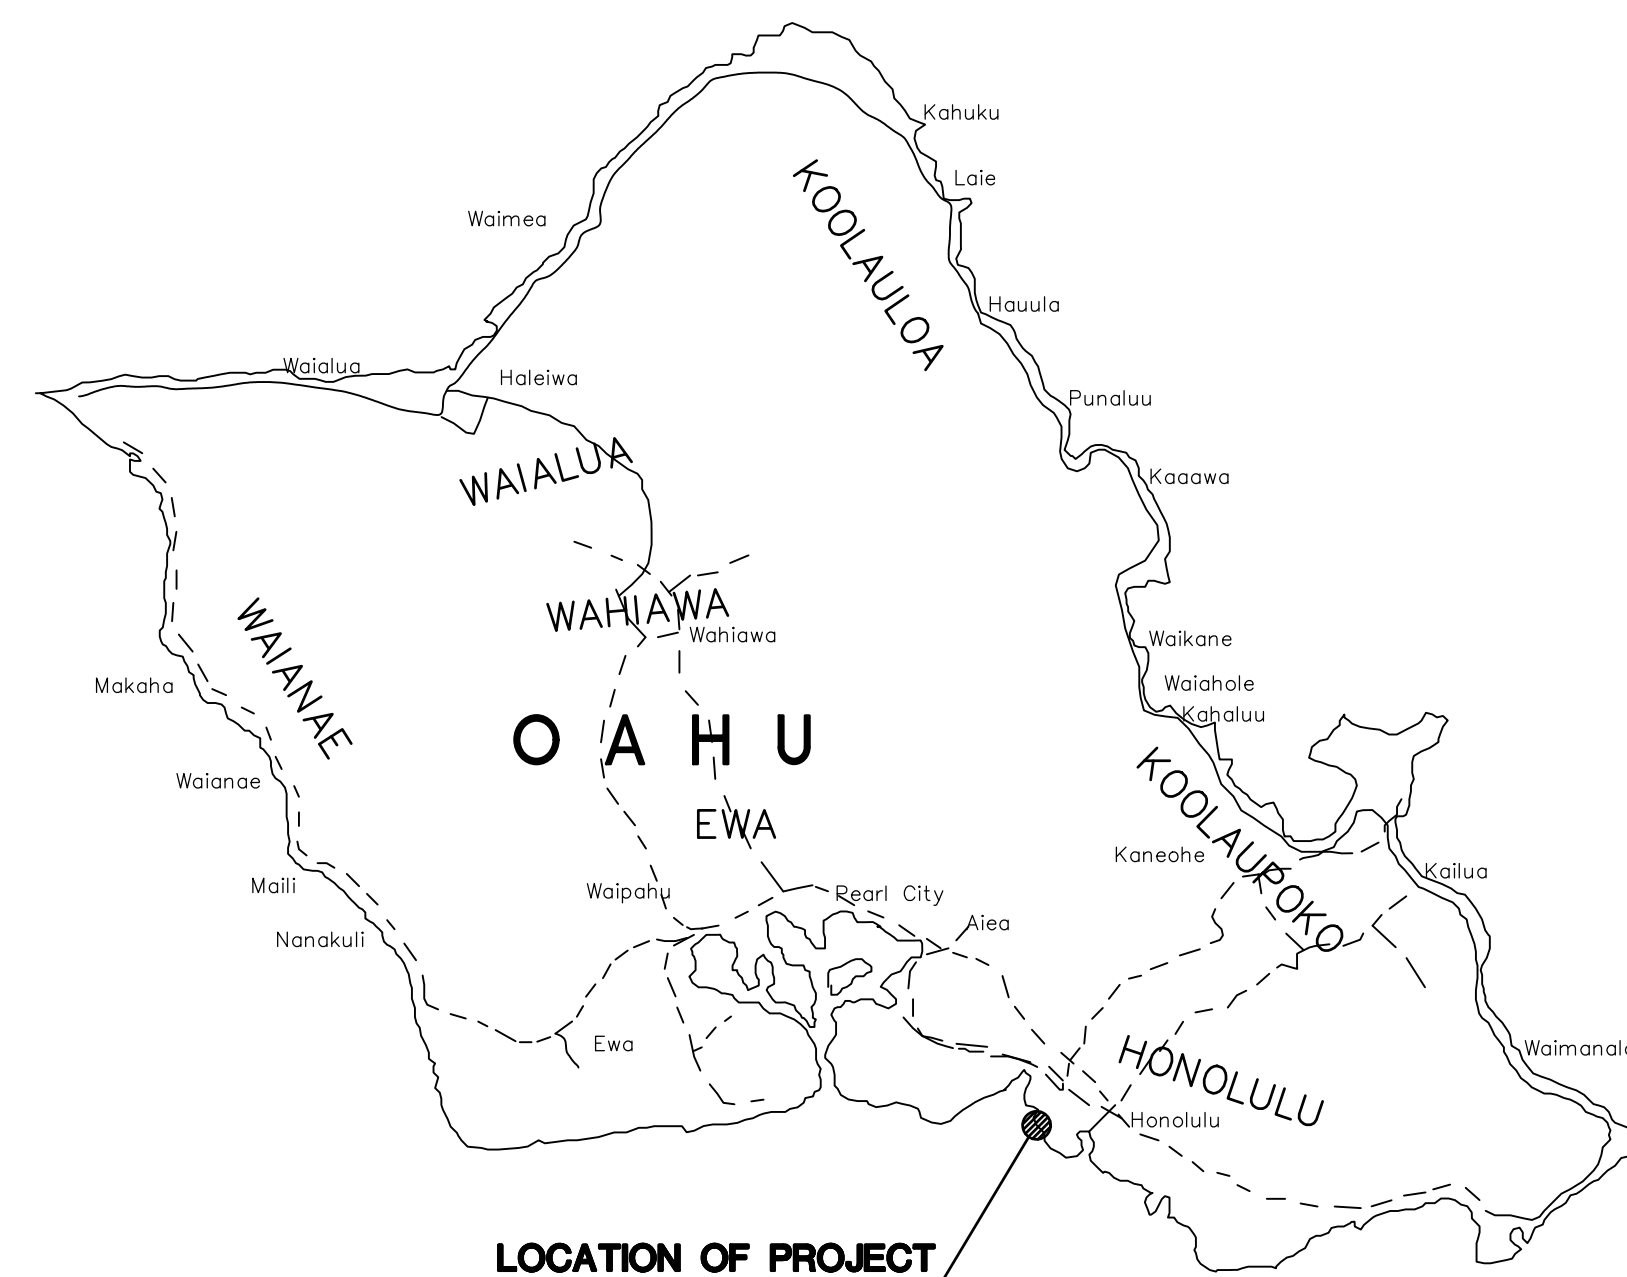 Kahuku
Laie
KOOLAULOA
Waimea
Hauula
Waialua
Haleiwa
Punaluu
WAIALUA
Kaaawa
WAHIAWA
Wahiawa
Waikane
WAIANAE
Makaha
Waiahole
Kahaluu
OAHU
Waianae
KOOLAUPOKO
EWA
Kaneohe
Kailua
Maili
Waipahu
Pearl City
Aiea
Nanakuli
Ewa
HONOLULU
Waimanalo
Honolulu
LOCATION OF PROJECT